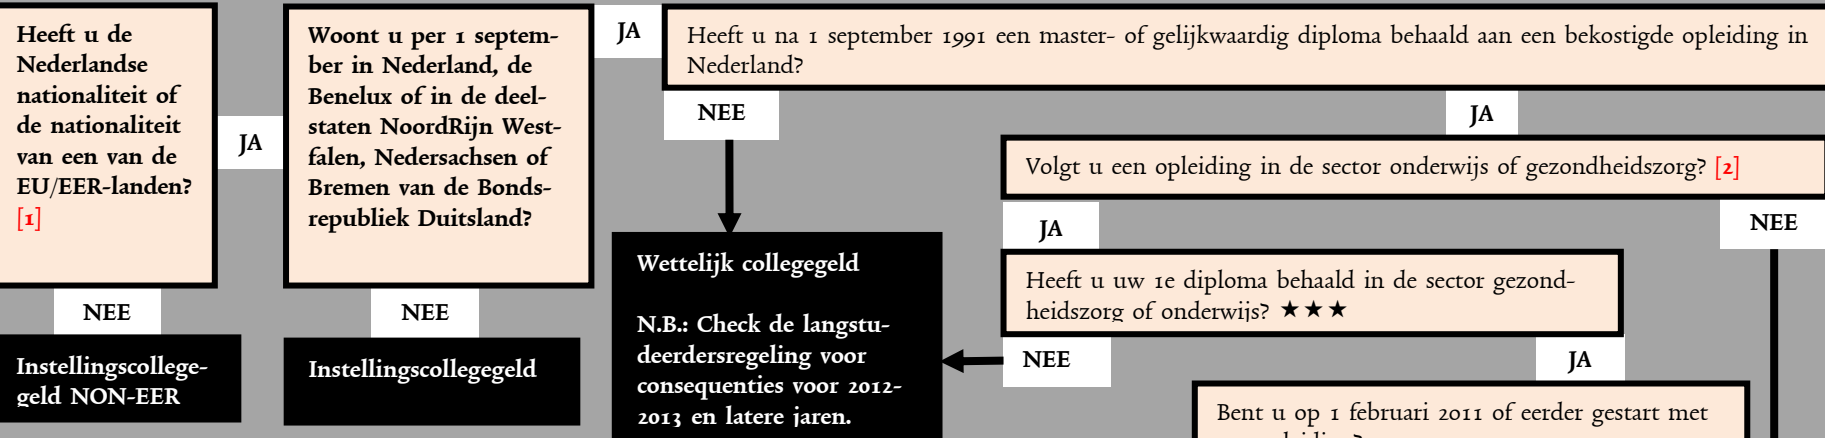 Heeft u de
Nederlandse
nationaliteit of
de nationaliteit
van een van de
EU/EER-landen?
[1]
JA
NEE
Instellingscollege-
geld NON-EER
Woont u per 1 septem-
ber in Nederland, de
Benelux of in de deel-
staten NoordRijn West-
falen, Nedersachsen of
Bremen van de Bonds-
republiek Duitsland?
JA
NEE
Instellingscollegegeld
Heeft u na 1 september 1991 een master- of gelijkwaardig diploma behaald aan een bekostigde opleiding in
Nederland?
NEE
JA
Wettelijk collegegeld
N.B.: Check de langstu-
deerdersregeling voor
consequenties voor 2012-
2013 en latere jaren.
Volgt u een opleiding in de sector onderwijs of gezondheidszorg? [2]
JA
NEE
Heeft u uw 1e diploma behaald in de sector gezond-
heidszorg of onderwijs? ★★★
NEE
JA
Bent u op 1 februari 2011 of eerder gestart met